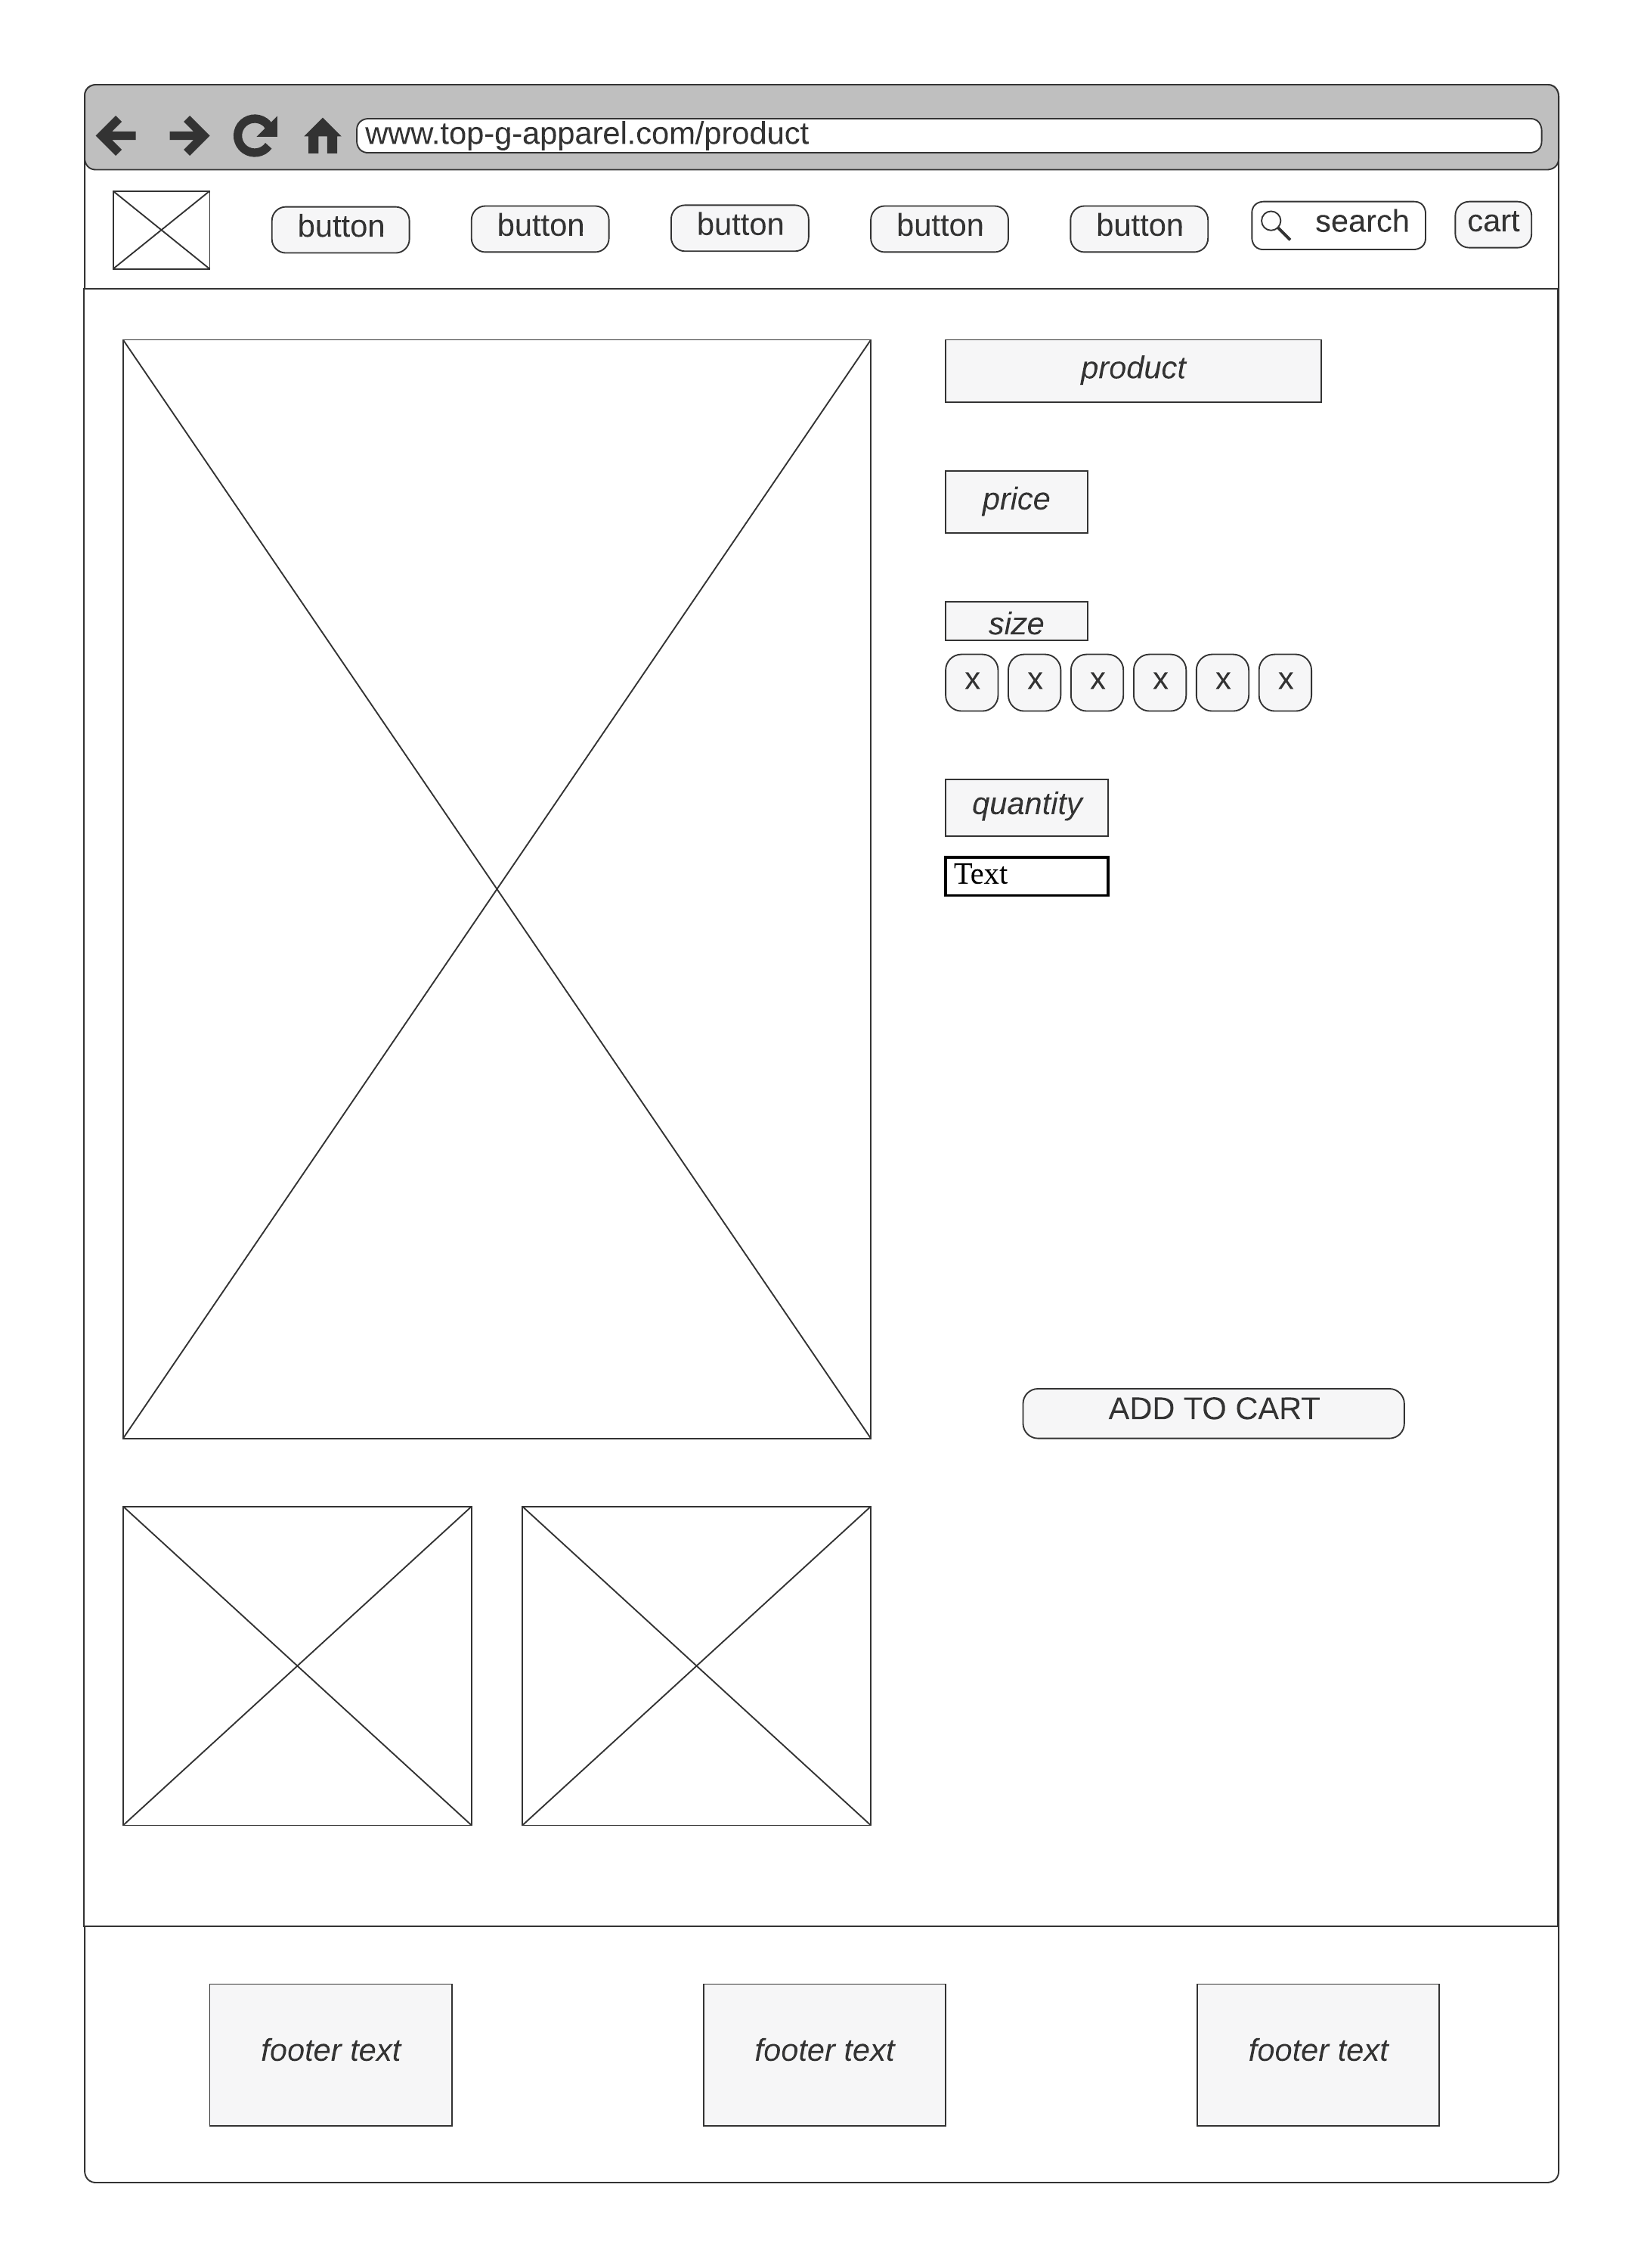 www.top-g-apparel.com/product
button button button button button search cart
product
price
size
x x x x x x
quantity
Text
ADD TO CART
footer text footer text footer text